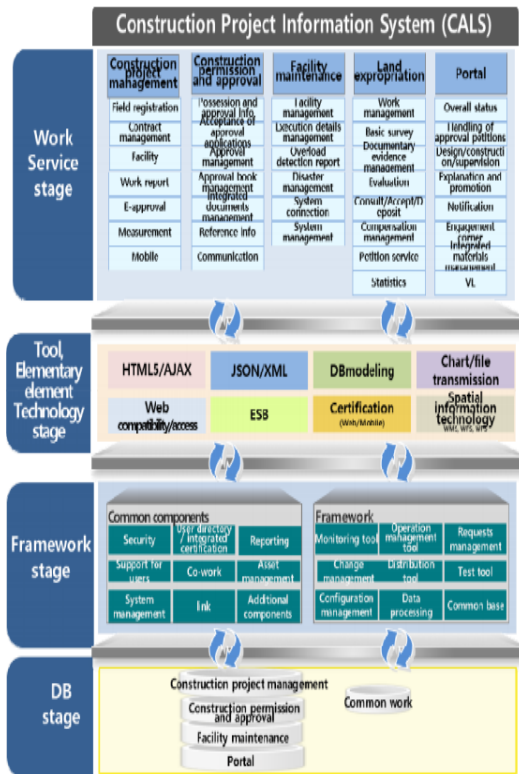 Construction Project Information System (CALS)
Work
Service
stage
Construction
project
management
Field registration
Contract
management
Facility
Work report
E-approval
Measurement
Mobile
Construction
permission
and approval
Possession and
approval info.
Acceptance of
approval
applications
Approval
management
Approval book
management
Integrated
documents
management
Reference info
Communication
Facility
maintenance
Facility
management
Execution details
management
Overload
detection report
Disaster
management
System
connection
System
management
Land
expropriation
Work
management
Basic survey
Documentary
evidence
management
Evaluation
Consult/Accept/D
eposit
Compensation
management
Petition service
Statistics
Portal
Overall status
Handling of
approval petitions
Design/constructi
on/supervision
Explanation and
promotion
Notification
Engagement
corner
Integrated
materials
management
VL
Tool,
Elementary
element
Technology
stage
HTML5/AJAX
JSON/XML
DBmodeling
Chart/file
transmission
Web
compatibility/access
ESB
Certification
(Web/Mobile)
Spatial
information
technology
WMS, WFS, WPS
Framework
stage
Common components
Security
User directory
/ integrated
certification
Reporting
Support for
users
Co-work
Asset
management
System
management
link
Additional
components
Framework
Monitoring tool
Operation
management
tool
Requests
management
Change
management
Distribution
tool
Test tool
Configuration
management
Data
processing
Common base
DB
stage
Construction project management
Construction permission
and approval
Facility maintenance
Portal
Common work